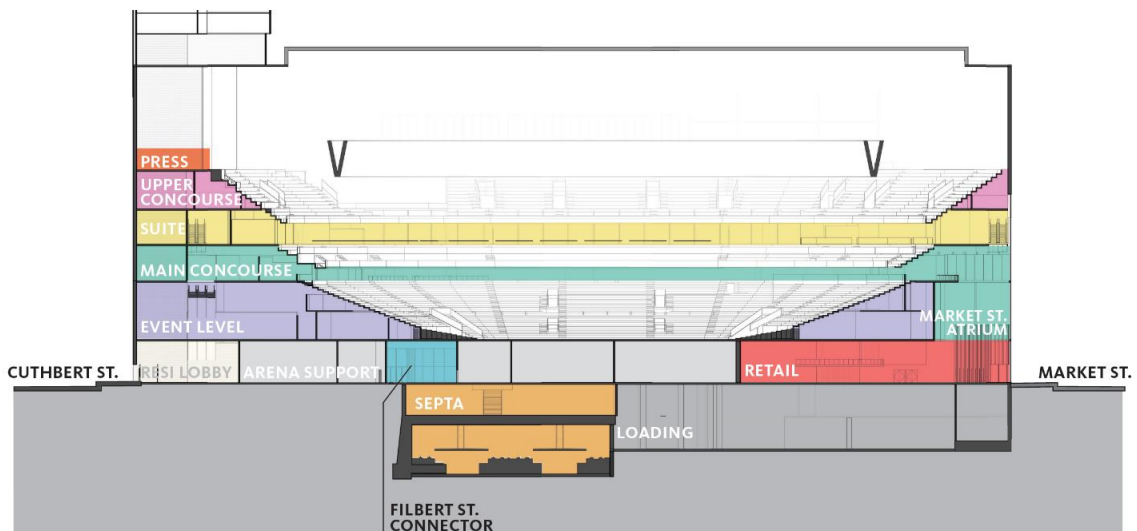 PRESS
UPPER
CONCOURSE
SUITE
MAIN CONCOURSE
EVENT LEVEL
MARKET ST.
ATRIUM
CUTHBERT ST.
RESI LOBBY
ARENA SUPPORT
RETAIL
MARKET ST.
SEPTA
LOADING
FILBERT ST.
CONNECTOR